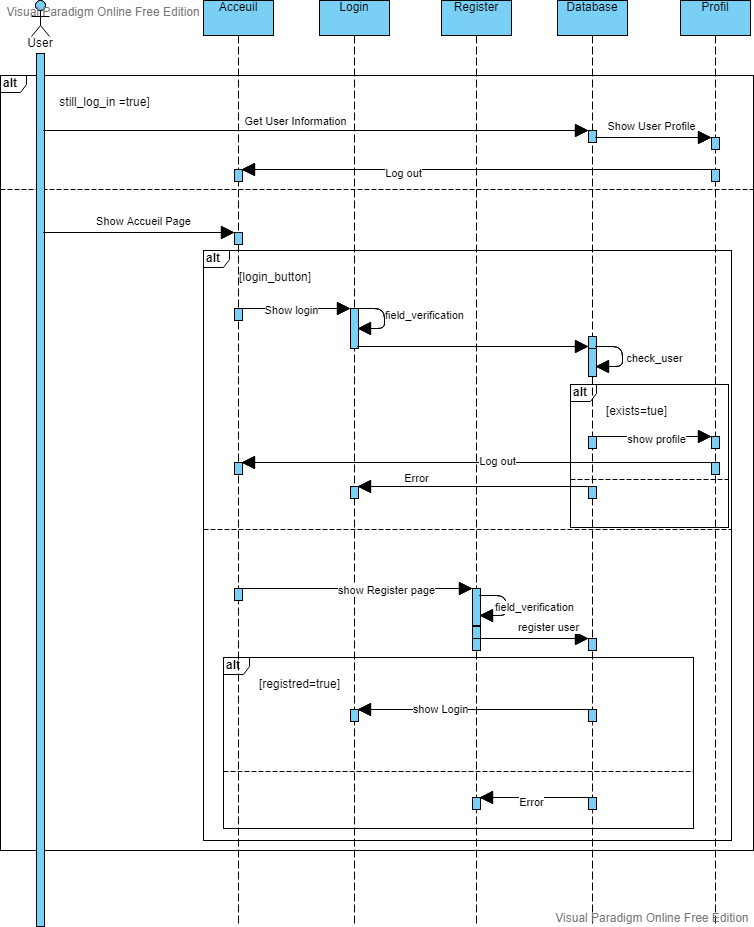 Visual Paradigm Online Free Edition
User
Acceuil
Login
Register
Database
Profil
alt
still_log_in =true]
Get User Information
Show User Profile
Log out
Show Accueil Page
alt
[login_button]
Show login
field_verification
check_user
alt
[exists=tue]
show profile
Log out
Error
show Register page
field_verification
register user
alt
[registred=true]
show Login
Error
Visual Paradigm Online Free Edition